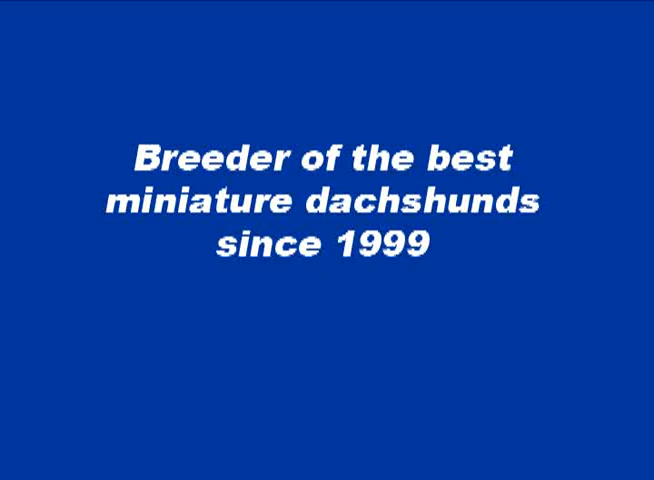 Breeder of the best
miniature dachshunds
since 1999